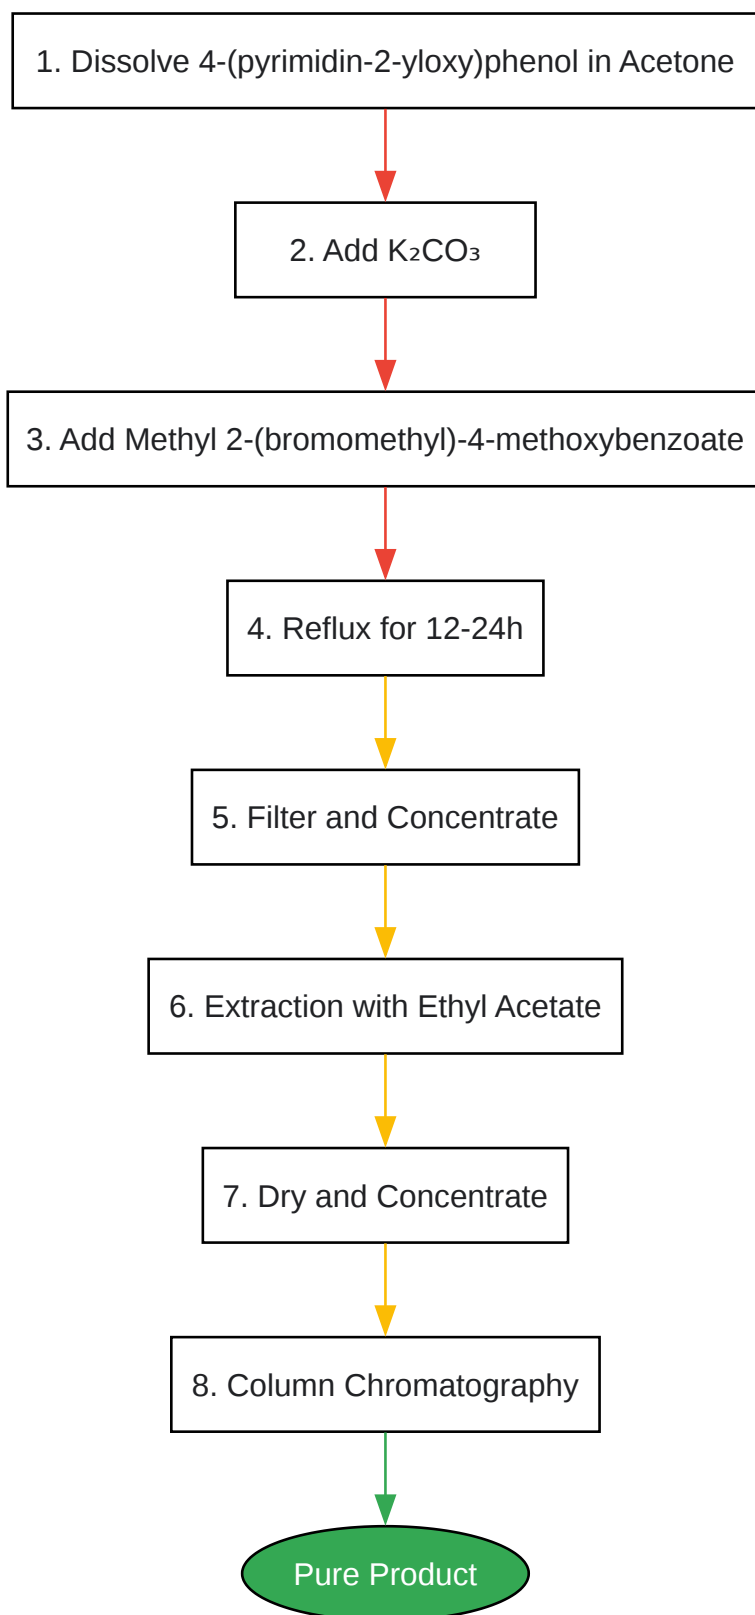 1. Dissolve 4-(pyrimidin-2-yloxy)phenol in Acetone
2. Add K₂CO₃
3. Add Methyl 2-(bromomethyl)-4-methoxybenzoate
4. Reflux for 12-24h
5. Filter and Concentrate
6. Extraction with Ethyl Acetate
7. Dry and Concentrate
8. Column Chromatography
Pure Product